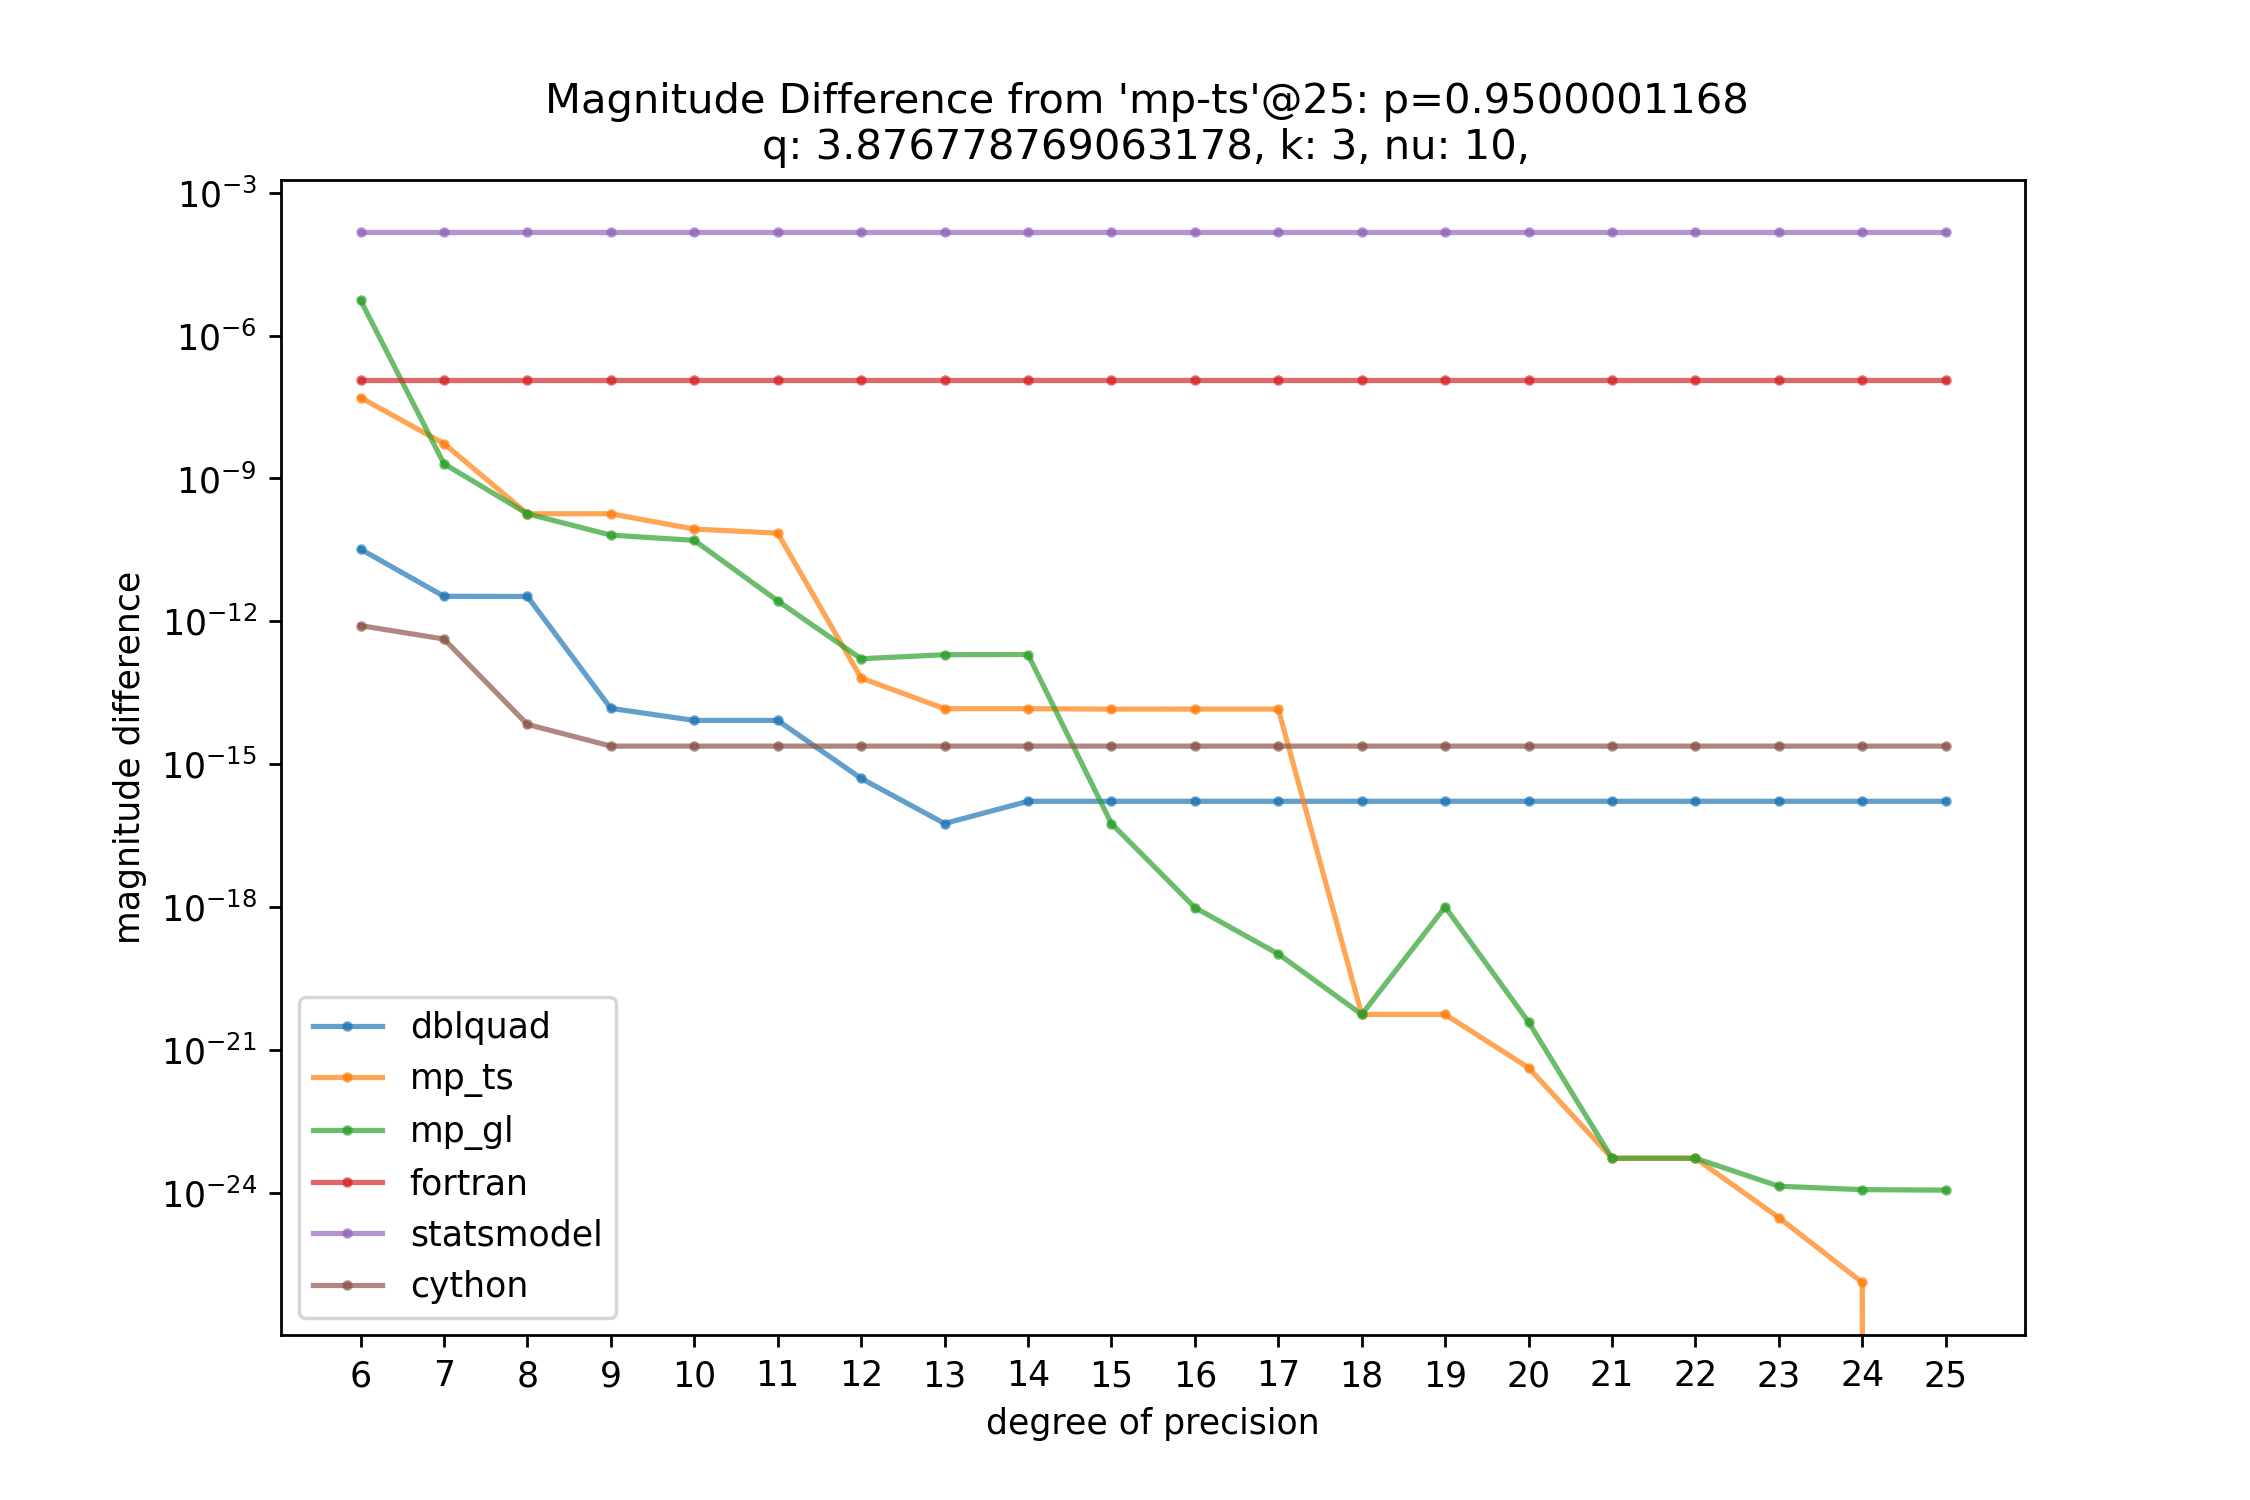 Magnitude Difference from 'mp-ts'@25: p=0.9500001168
q: 3.876778769063178, k: 3, nu: 10,
magnitude difference
10⁻³
10⁻⁶
10⁻⁹
10⁻¹²
10⁻¹⁵
10⁻¹⁸
10⁻²¹
10⁻²⁴
dblquad
mp_ts
mp_gl
fortran
statsmodel
cython
6 7 8 9 10 11 12 13 14 15 16 17 18 19 20 21 22 23 24 25
degree of precision